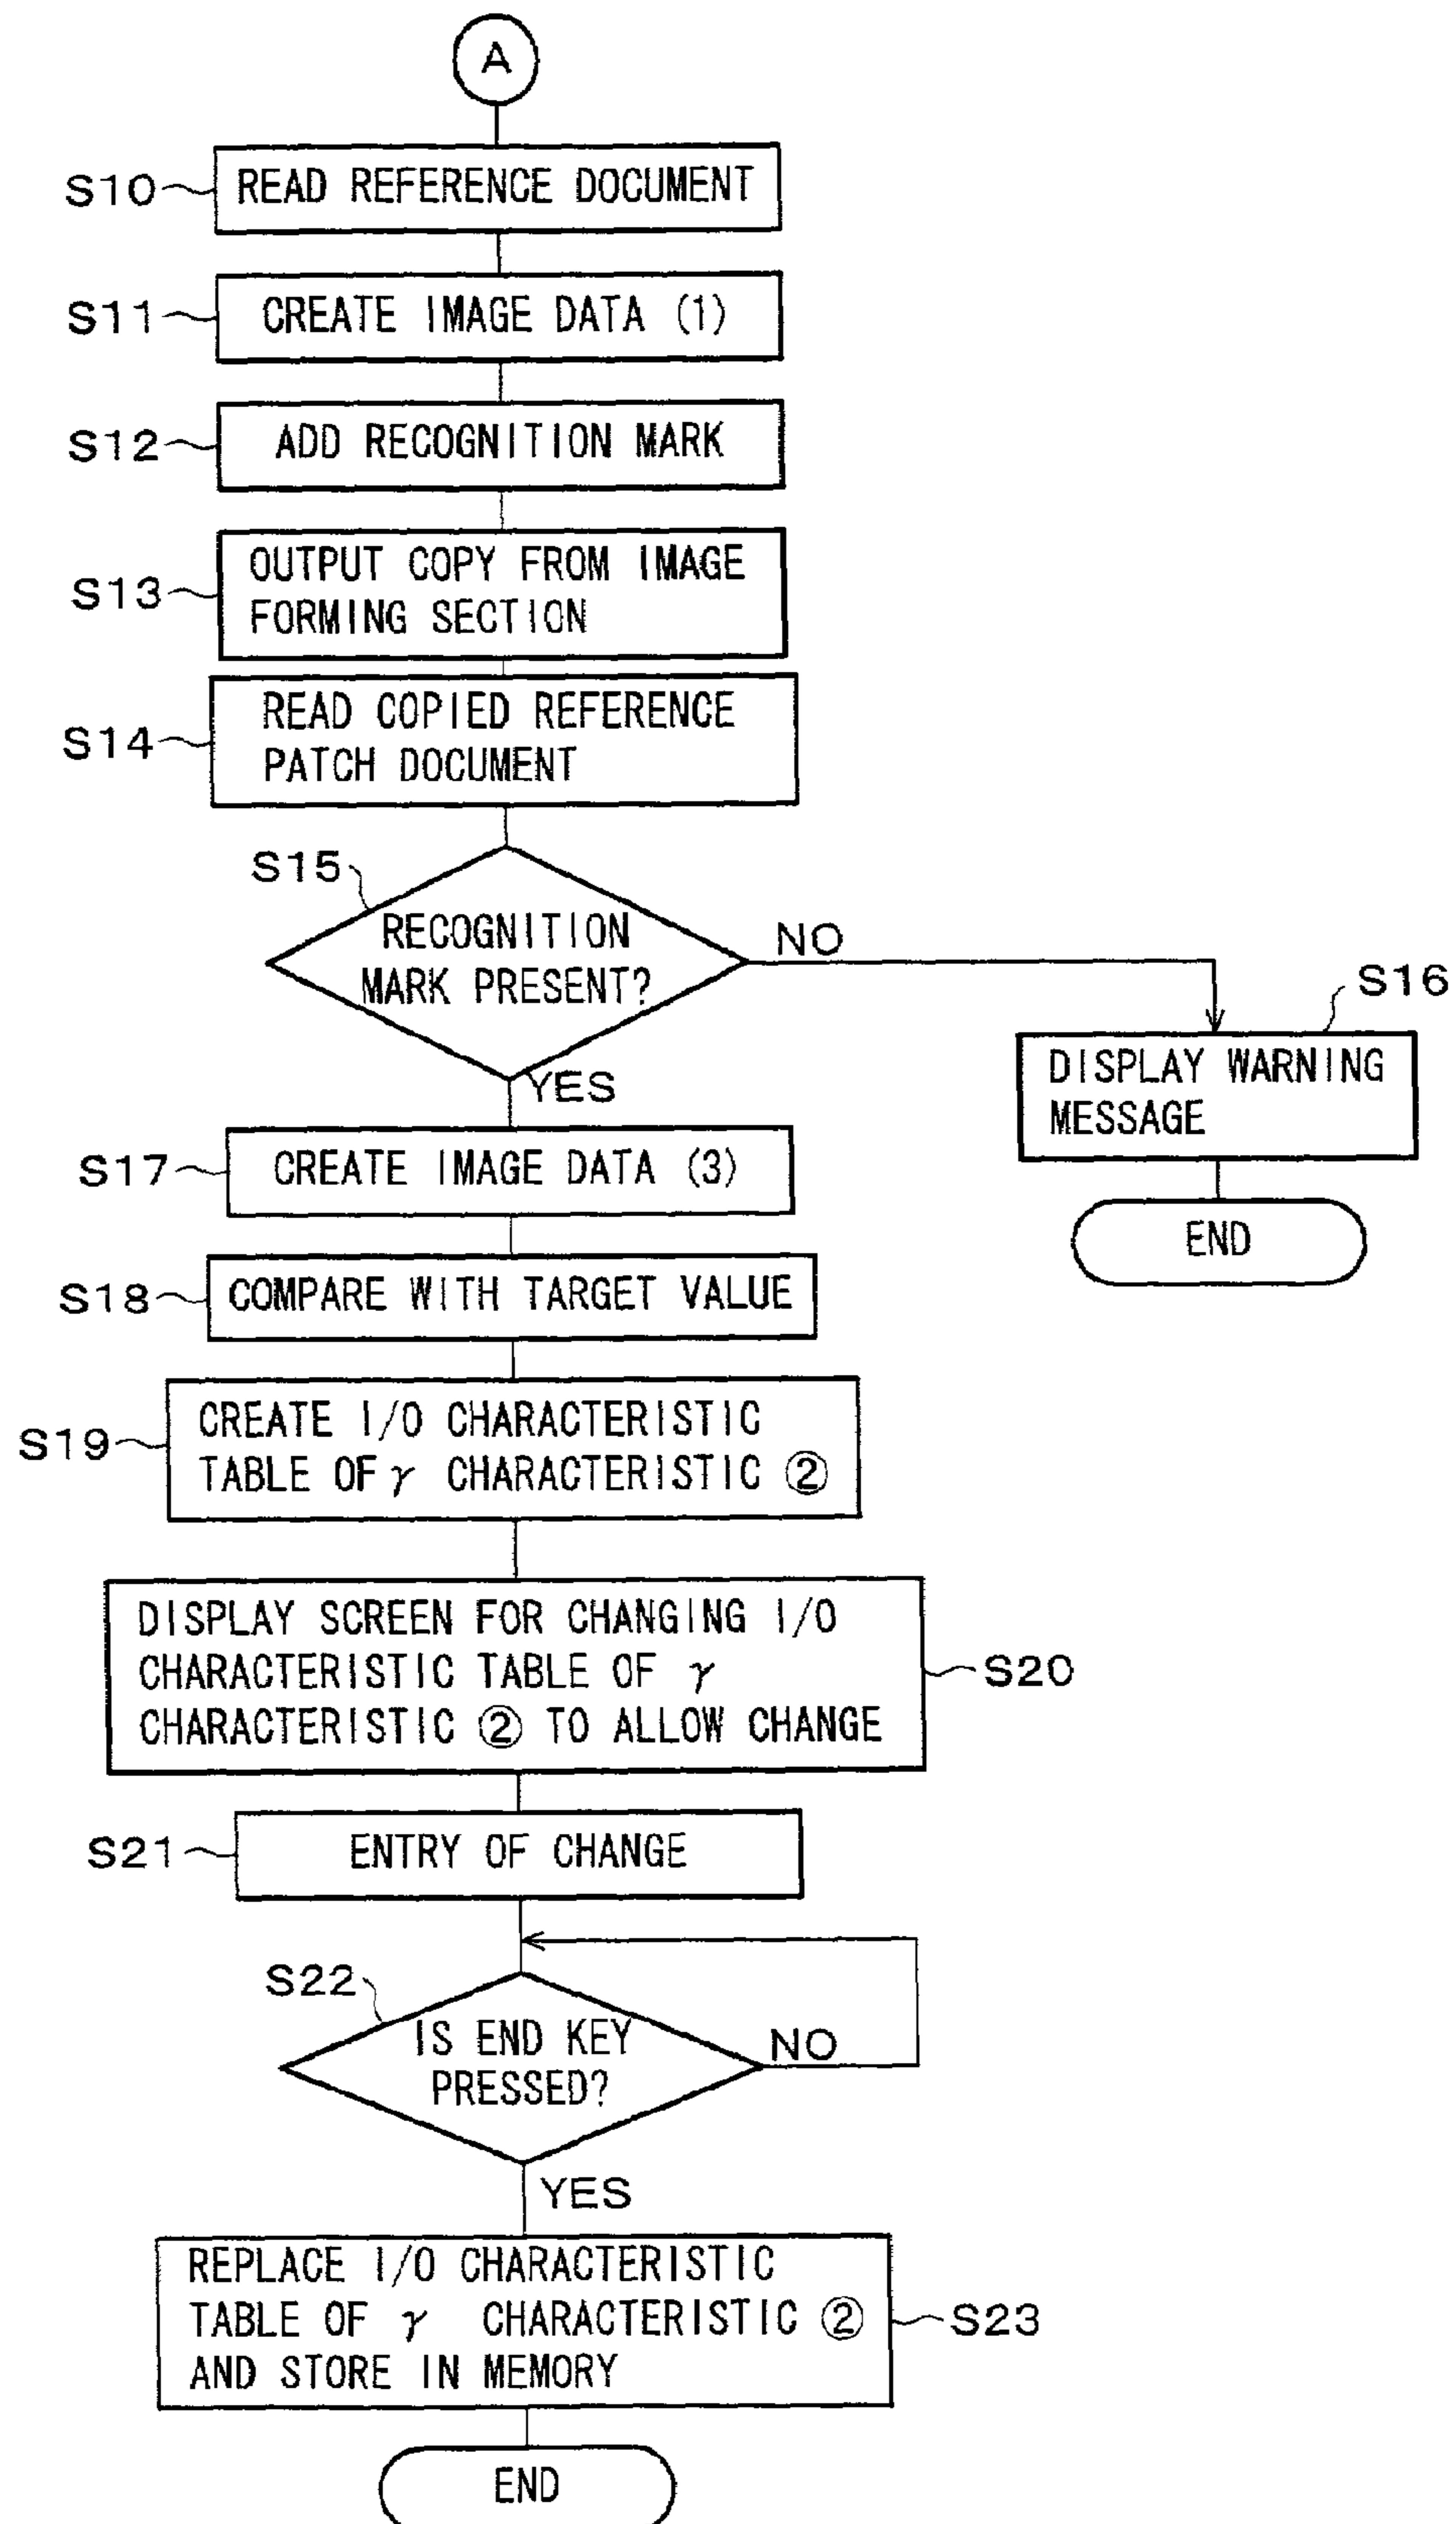 A
S10
READ REFERENCE DOCUMENT
S11
CREATE IMAGE DATA (1)
S12
ADD RECOGNITION MARK
S13
OUTPUT COPY FROM IMAGE
FORMING SECTION
S14
READ COPIED REFERENCE
PATCH DOCUMENT
S15
RECOGNITION
MARK PRESENT?
NO
S16
DISPLAY WARNING
MESSAGE
END
YES
S17
CREATE IMAGE DATA (3)
S18
COMPARE WITH TARGET VALUE
S19
CREATE I/O CHARACTERISTIC
TABLE OF γ CHARACTERISTIC ②
DISPLAY SCREEN FOR CHANGING I/O
CHARACTERISTIC TABLE OF γ
CHARACTERISTIC ② TO ALLOW CHANGE
S20
S21
ENTRY OF CHANGE
S22
IS END KEY
PRESSED?
NO
YES
REPLACE I/O CHARACTERISTIC
TABLE OF γ CHARACTERISTIC ②
AND STORE IN MEMORY
S23
END